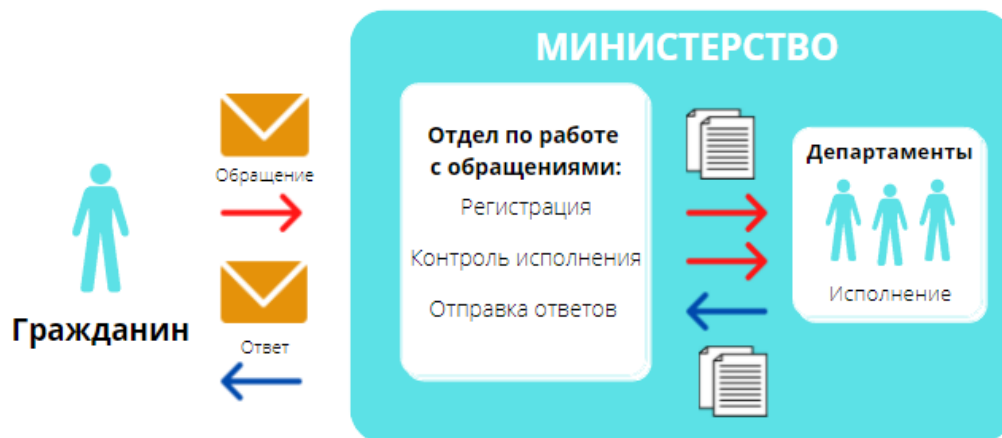 МИНИСТЕРСТВО
Обращение
Ответ
Гражданин
Отдел по работе
с обращениями:
Регистрация
Контроль исполнения
Отправка ответов
Департаменты
Исполнение